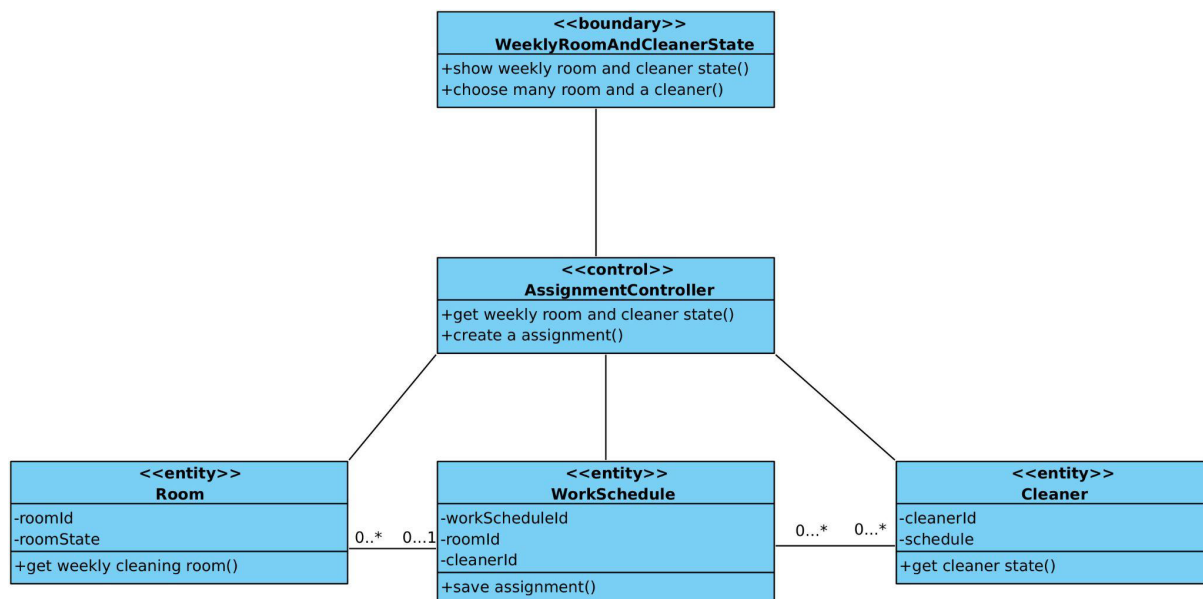 <<boundary>>
WeeklyRoomAndCleanerState
+show weekly room and cleaner state()
+choose many room and a cleaner()
<<control>>
AssignmentController
+get weekly room and cleaner state()
+create a assignment()
<<entity>>
Room
-roomId
-roomState
+get weekly cleaning room()
0..*
0...1
<<entity>>
WorkSchedule
-workScheduleId
-roomId
-cleanerId
+save assignment()
0...*
0...*
<<entity>>
Cleaner
-cleanerId
-schedule
+get cleaner state()